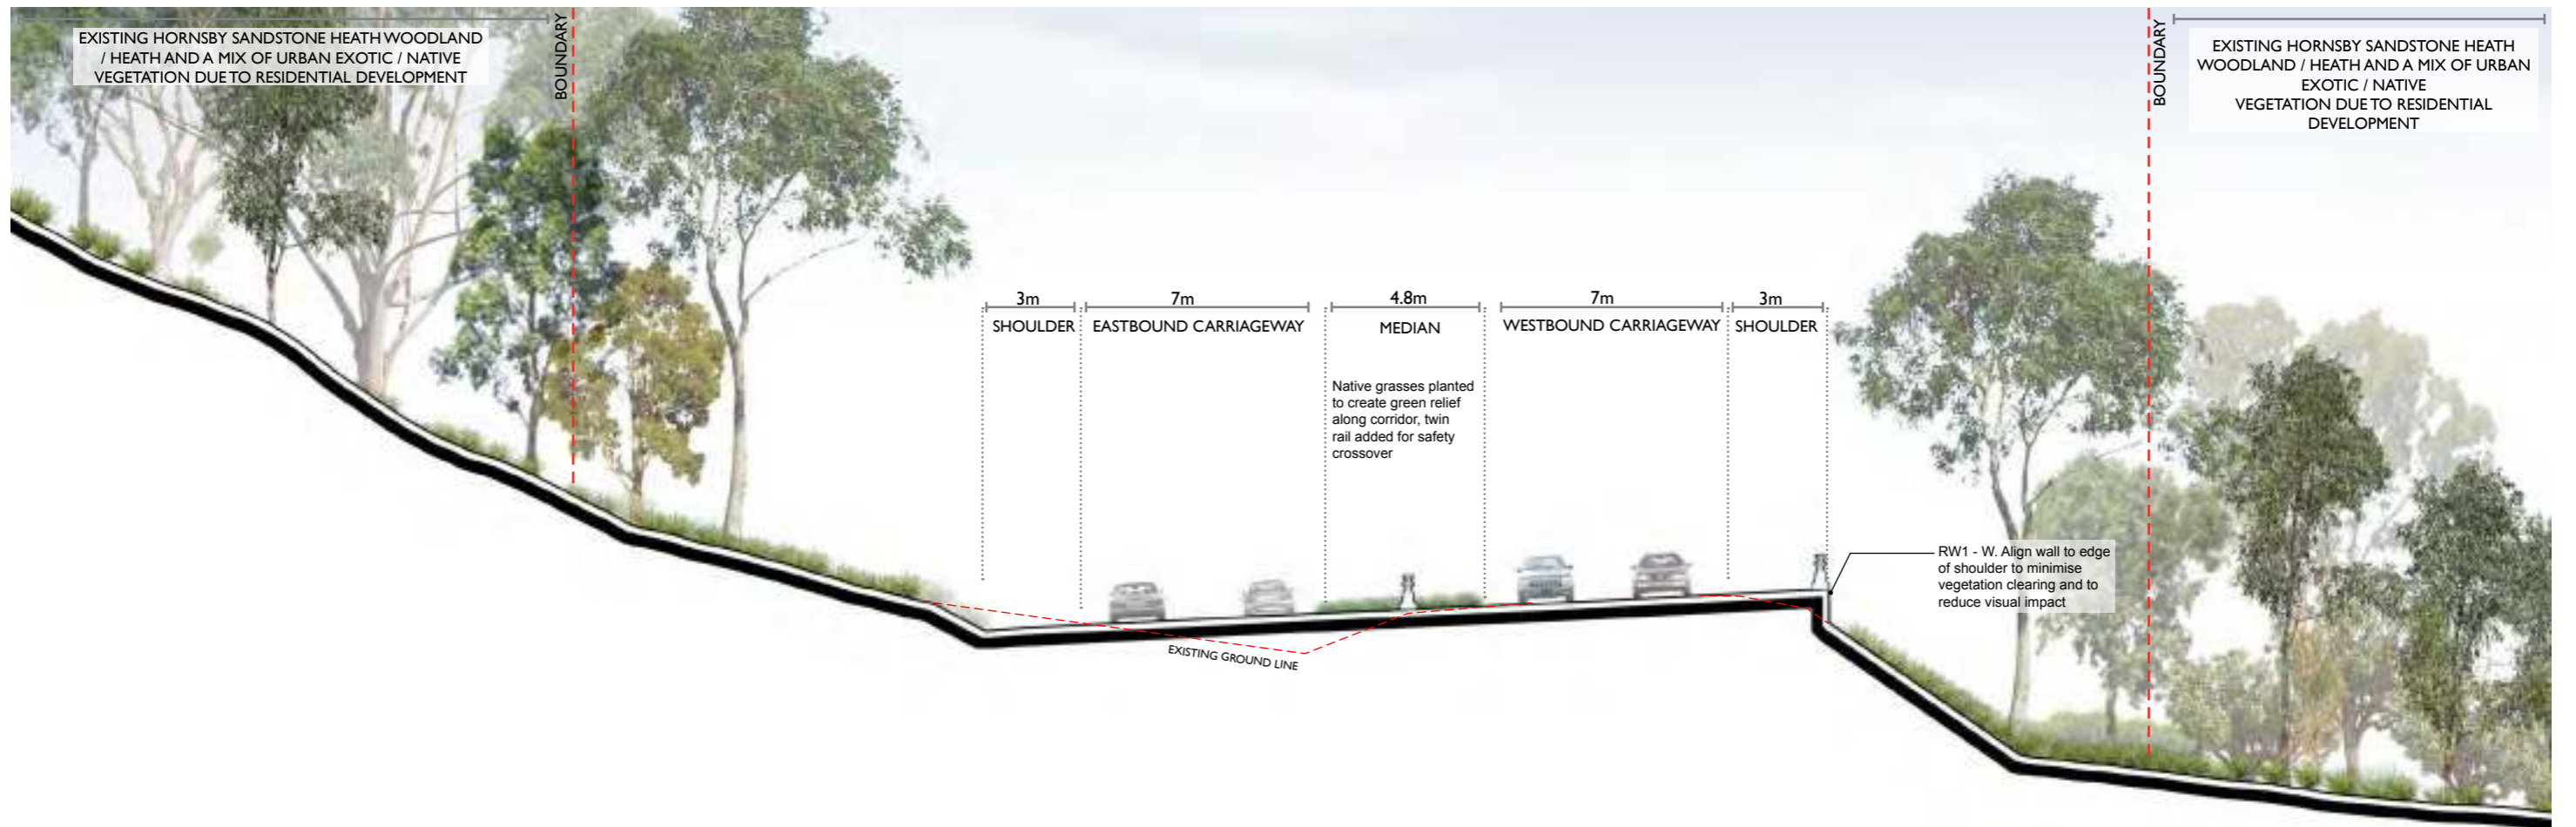 EXISTING HORNSBY SANDSTONE HEATH WOODLAND
/ HEATH AND A MIX OF URBAN EXOTIC / NATIVE
VEGETATION DUE TO RESIDENTIAL DEVELOPMENT
BOUNDARY
BOUNDARY
EXISTING HORNSBY SANDSTONE HEATH
WOODLAND / HEATH AND A MIX OF URBAN
EXOTIC / NATIVE
VEGETATION DUE TO RESIDENTIAL
DEVELOPMENT
3m
7m
4.8m
7m
3m
SHOULDER
EASTBOUND CARRIAGEWAY
MEDIAN
WESTBOUND CARRIAGEWAY
SHOULDER
Native grasses planted
to create green relief
along corridor, twin
rail added for safety
crossover
RW1 - W. Align wall to edge
of shoulder to minimise
vegetation clearing and to
reduce visual impact
EXISTING GROUND LINE